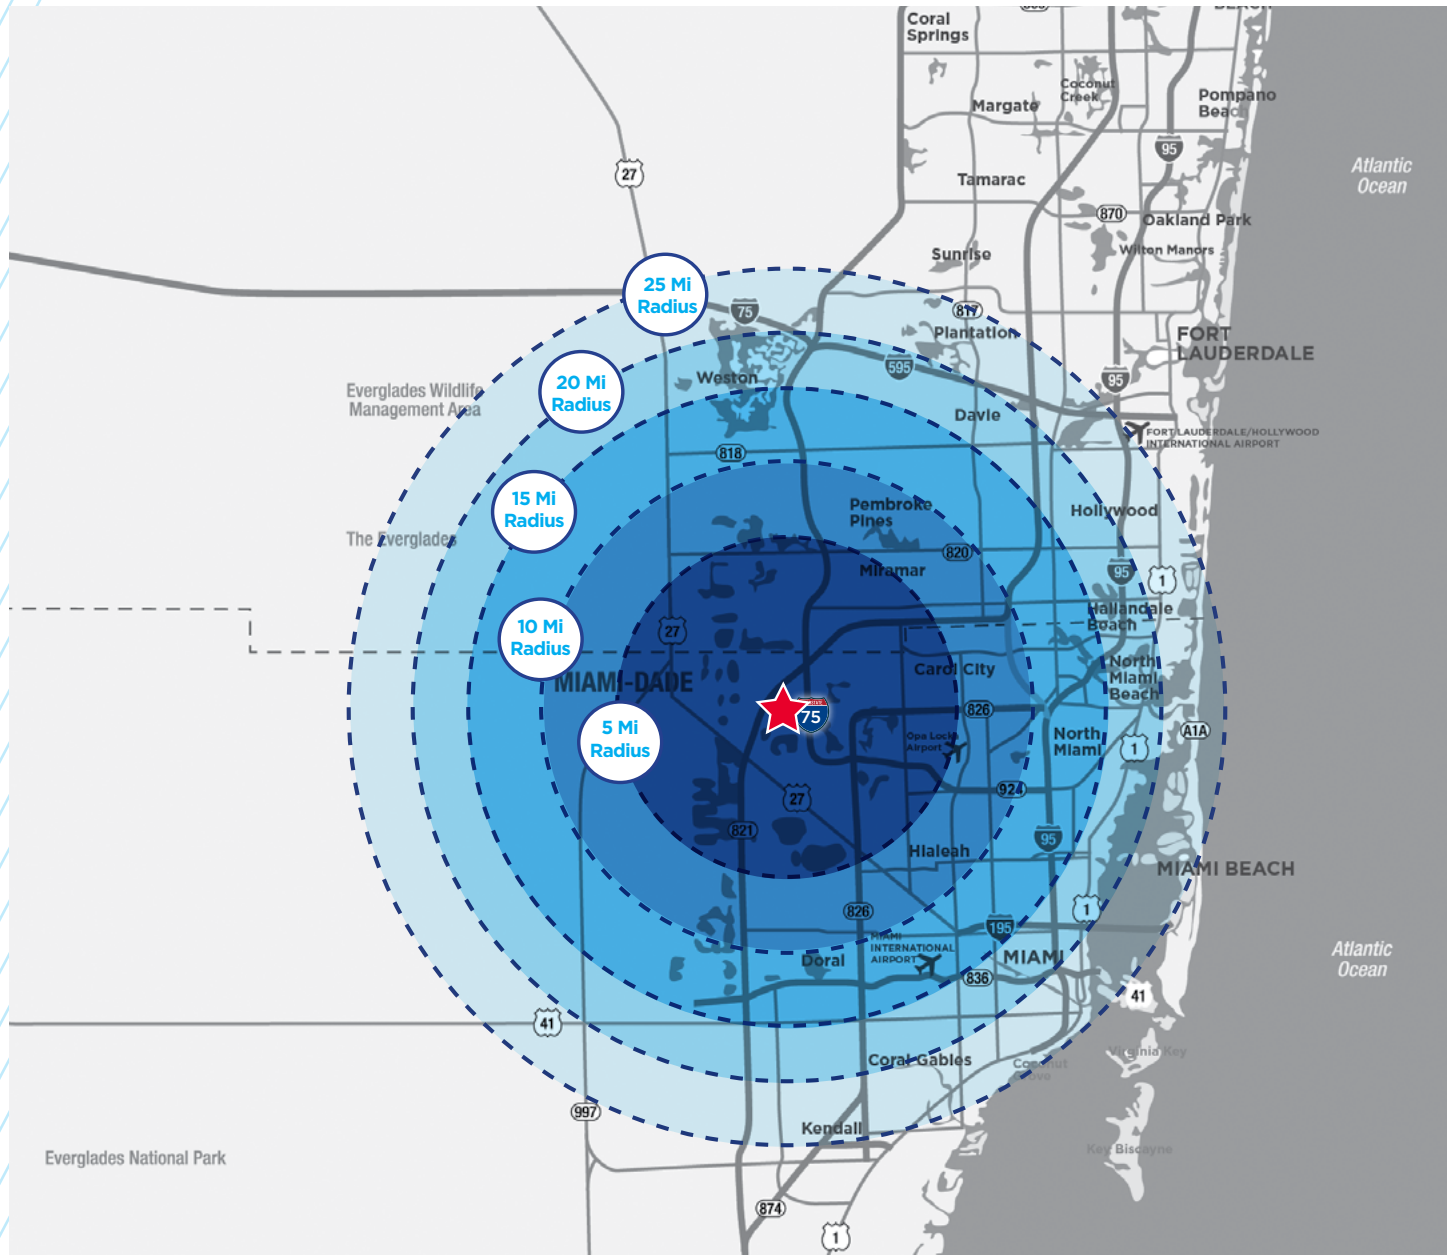 BEACH
Coral
Springs
Coconut
Creek
Margate
Pompano
Beach
95
Atlantic
Ocean
27
Tamarac
870
Oakland Park
Sunrise
Wilton Manors
25 Mi
Radius
75
817
Plantation
FORT
LAUDERDALE
595
Weston
95
20 Mi
Radius
Everglades Wildlife
Management Area
Davie
FORT LAUDERDALE/HOLLYWOOD
INTERNATIONAL AIRPORT
818
15 Mi
Radius
Pembroke
Pines
Hollywood
The Everglades
820
Miramar
95
1
Hallandale
Beach
10 Mi
Radius
27
Carol City
North
Miami
Beach
MIAMI-DADE
75
826
5 Mi
Radius
Opa Locka
Airport
North
Miami
1
A1A
27
924
821
95
Hialeah
MIAMI BEACH
826
1
195
MIAMI
INTERNATIONAL
AIRPORT
Doral
MIAMI
836
Atlantic
Ocean
41
41
Coral Gables
Coconut
Grove
Virginia Key
997
Kendall
Key Biscayne
Everglades National Park
874
1